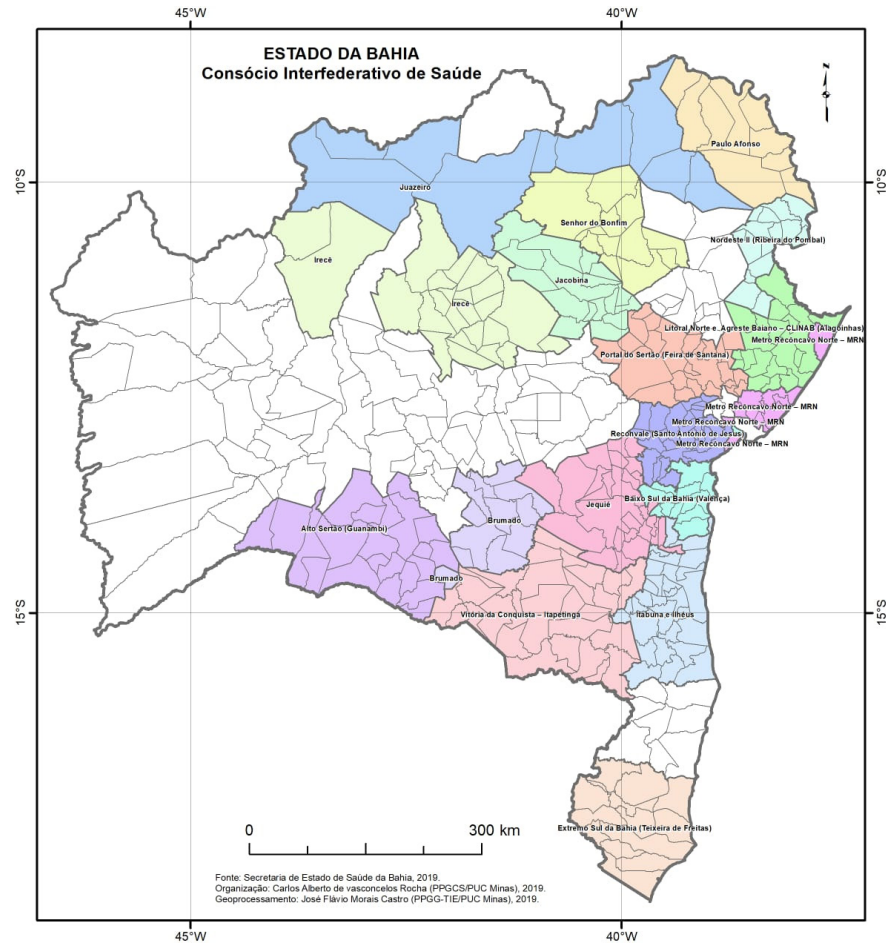 45°W
40°W
ESTADO DA BAHIA
Consócio Interfederativo de Saúde
N
Paulo Afonso
10°S
10°S
Juazeiro
Senhor do Bonfim
Nordeste II (Ribeira do Pombal)
Irecê
Jacobina
Irecê
Litoral Norte e Agreste Baiano – CLINAB (Alagoinhas)
Metro Recôncavo Norte – MRN
Portal do Sertão (Feira de Santana)
Metro Recôncavo Norte – MRN
Metro Recôncavo Norte – MRN
Reconvale (Santo Antonio de Jesus)
Metro Recôncavo Norte – MRN
Baixo Sul da Bahia (Valença)
Jequié
Brumado
Alto Sertão (Guanambi)
Brumado
15°S
Vitória da Conquista – Itapetinga
Itabuna e Ilhéus
15°S
Extremo Sul da Bahia (Teixeira de Freitas)
0 300 km
Fonte: Secretaria de Estado de Saúde da Bahia, 2019.
Organização: Carlos Alberto de vasconcelos Rocha (PPGCS/PUC Minas), 2019.
Geoprocessamento: José Flávio Morais Castro (PPGG-TIE/PUC Minas), 2019.
45°W
40°W